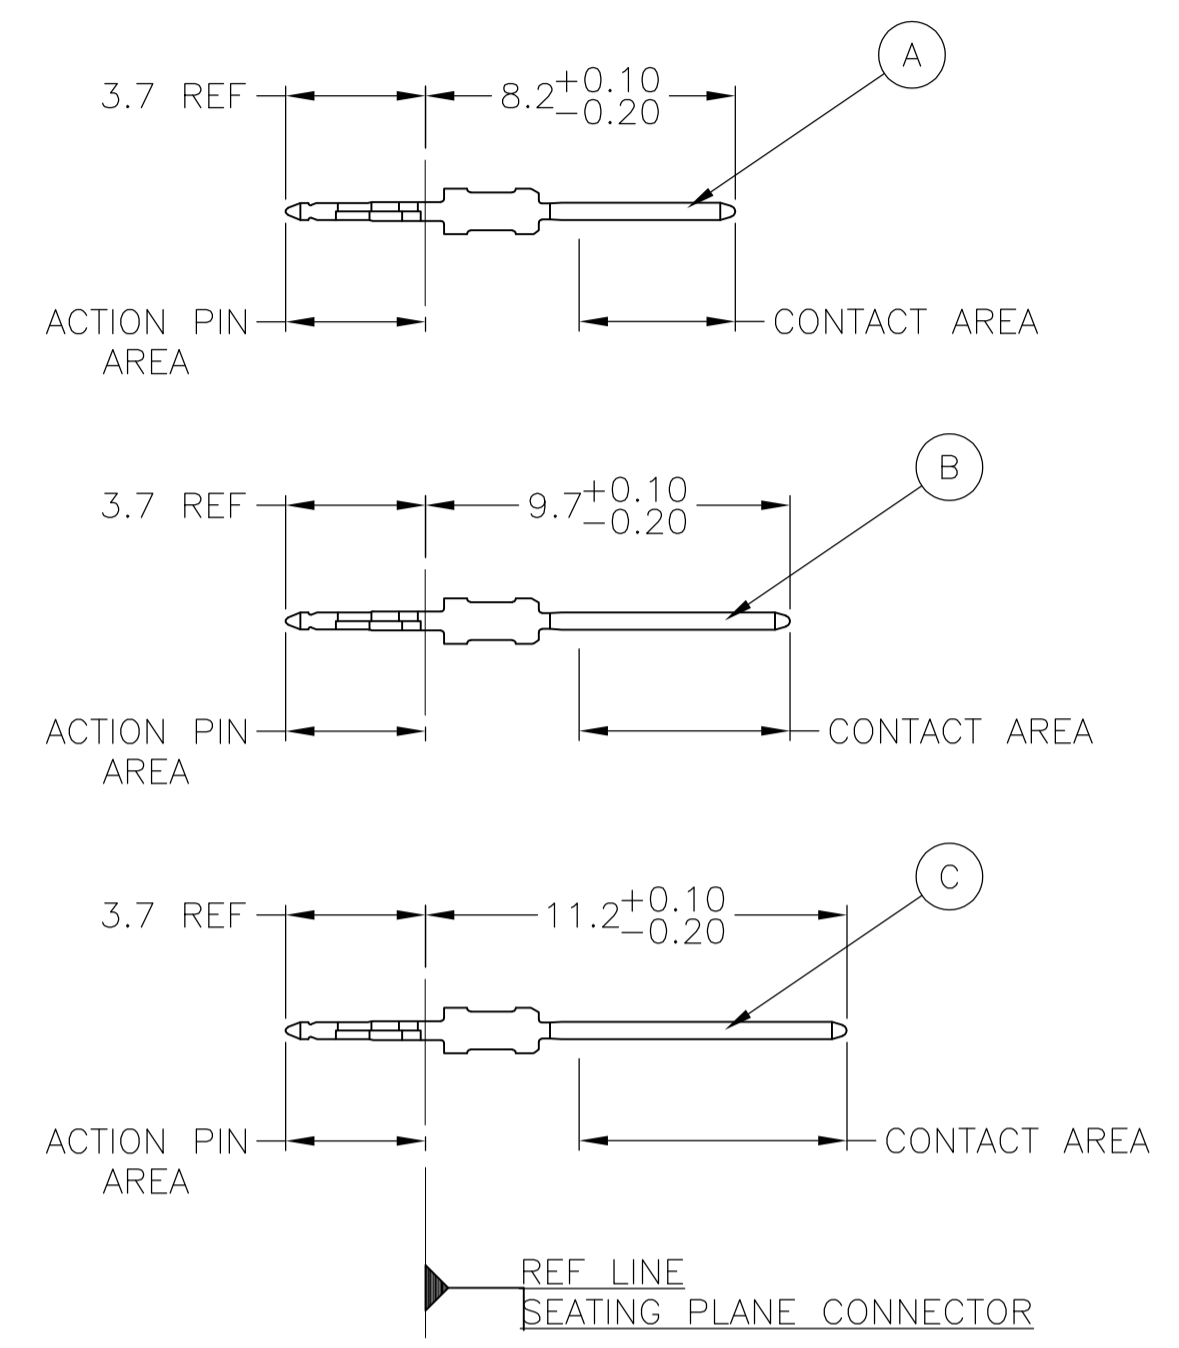 A
3.7 REF 8.2 +0.10
−0.20
ACTION PIN
AREA
CONTACT AREA
B
3.7 REF 9.7 +0.10
−0.20
ACTION PIN
AREA
CONTACT AREA
C
3.7 REF 11.2 +0.10
−0.20
ACTION PIN
AREA
CONTACT AREA
REF LINE
SEATING PLANE CONNECTOR